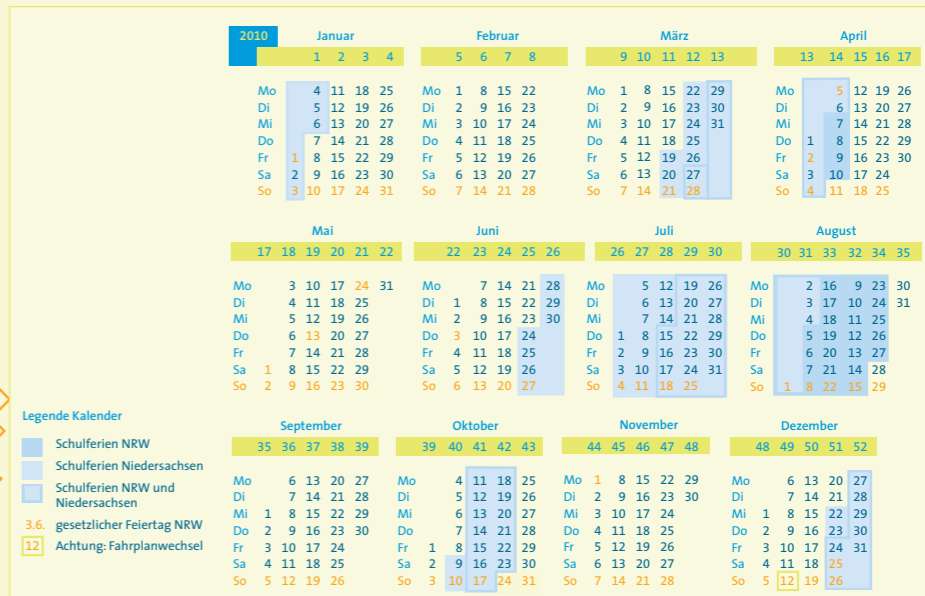 2010 Januar Februar März April
1 2 3 4 5 6 7 8 9 10 11 12 13 13 14 15 16 17
Mo 4 11 18 25 Mo 1 8 15 22 Mo 1 8 15 22 29 Mo 5 12 19 26
Di 5 12 19 26 Di 2 9 16 23 Di 2 9 16 23 30 Di 6 13 20 27
Mi 6 13 20 27 Mi 3 10 17 24 Mi 3 10 17 24 31 Mi 7 14 21 28
Do 7 14 21 28 Do 4 11 18 25 Do 4 11 18 25 Do 1 8 15 22 29
Fr 1 8 15 22 29 Fr 5 12 19 26 Fr 5 12 19 26 Fr 2 9 16 23 30
Sa 2 9 16 23 30 Sa 6 13 20 27 Sa 6 13 20 27 Sa 3 10 17 24
So 3 10 17 24 31 So 7 14 21 28 So 7 14 21 28 So 4 11 18 25
Mai Juni Juli August
17 18 19 20 21 22 22 23 24 25 26 26 27 28 29 30 30 31 33 32 34 35
Mo 3 10 17 24 31 Mo 7 14 21 28 Mo 5 12 19 26 Mo 2 16 9 23 30
Di 4 11 18 25 Di 1 8 15 22 29 Di 6 13 20 27 Di 3 17 10 24 31
Mi 5 12 19 26 Mi 2 9 16 23 30 Mi 7 14 21 28 Mi 4 18 11 25
Do 6 13 20 27 Do 3 10 17 24 Do 1 8 15 22 29 Do 5 19 12 26
Fr 7 14 21 28 Fr 4 11 18 25 Fr 2 9 16 23 30 Fr 6 20 13 27
Sa 1 8 15 22 29 Sa 5 12 19 26 Sa 3 10 17 24 31 Sa 7 21 14 28
So 2 9 16 23 30 So 6 13 20 27 So 4 11 18 25 So 1 8 22 15 29
Legende Kalender
Schulferien NRW
Schulferien Niedersachsen
Schulferien NRW und
Niedersachsen
3.6. gesetzlicher Feiertag NRW
12 Achtung: Fahrplanwechsel
September Oktober November Dezember
35 36 37 38 39 39 40 41 42 43 44 45 46 47 48 48 49 50 51 52
Mo 6 13 20 27 Mo 4 11 18 25 Mo 1 8 15 22 29 Mo 6 13 20 27
Di 7 14 21 28 Di 5 12 19 26 Di 2 9 16 23 30 Di 7 14 21 28
Mi 1 8 15 22 29 Mi 6 13 20 27 Mi 3 10 17 24 Mi 1 8 15 22 29
Do 2 9 16 23 30 Do 7 14 21 28 Do 4 11 18 25 Do 2 9 16 23 30
Fr 3 10 17 24 Fr 1 8 15 22 29 Fr 5 12 19 26 Fr 3 10 17 24 31
Sa 4 11 18 25 Sa 2 9 16 23 30 Sa 6 13 20 27 Sa 4 11 18 25
So 5 12 19 26 So 3 10 17 24 31 So 7 14 21 28 So 5 12 19 26